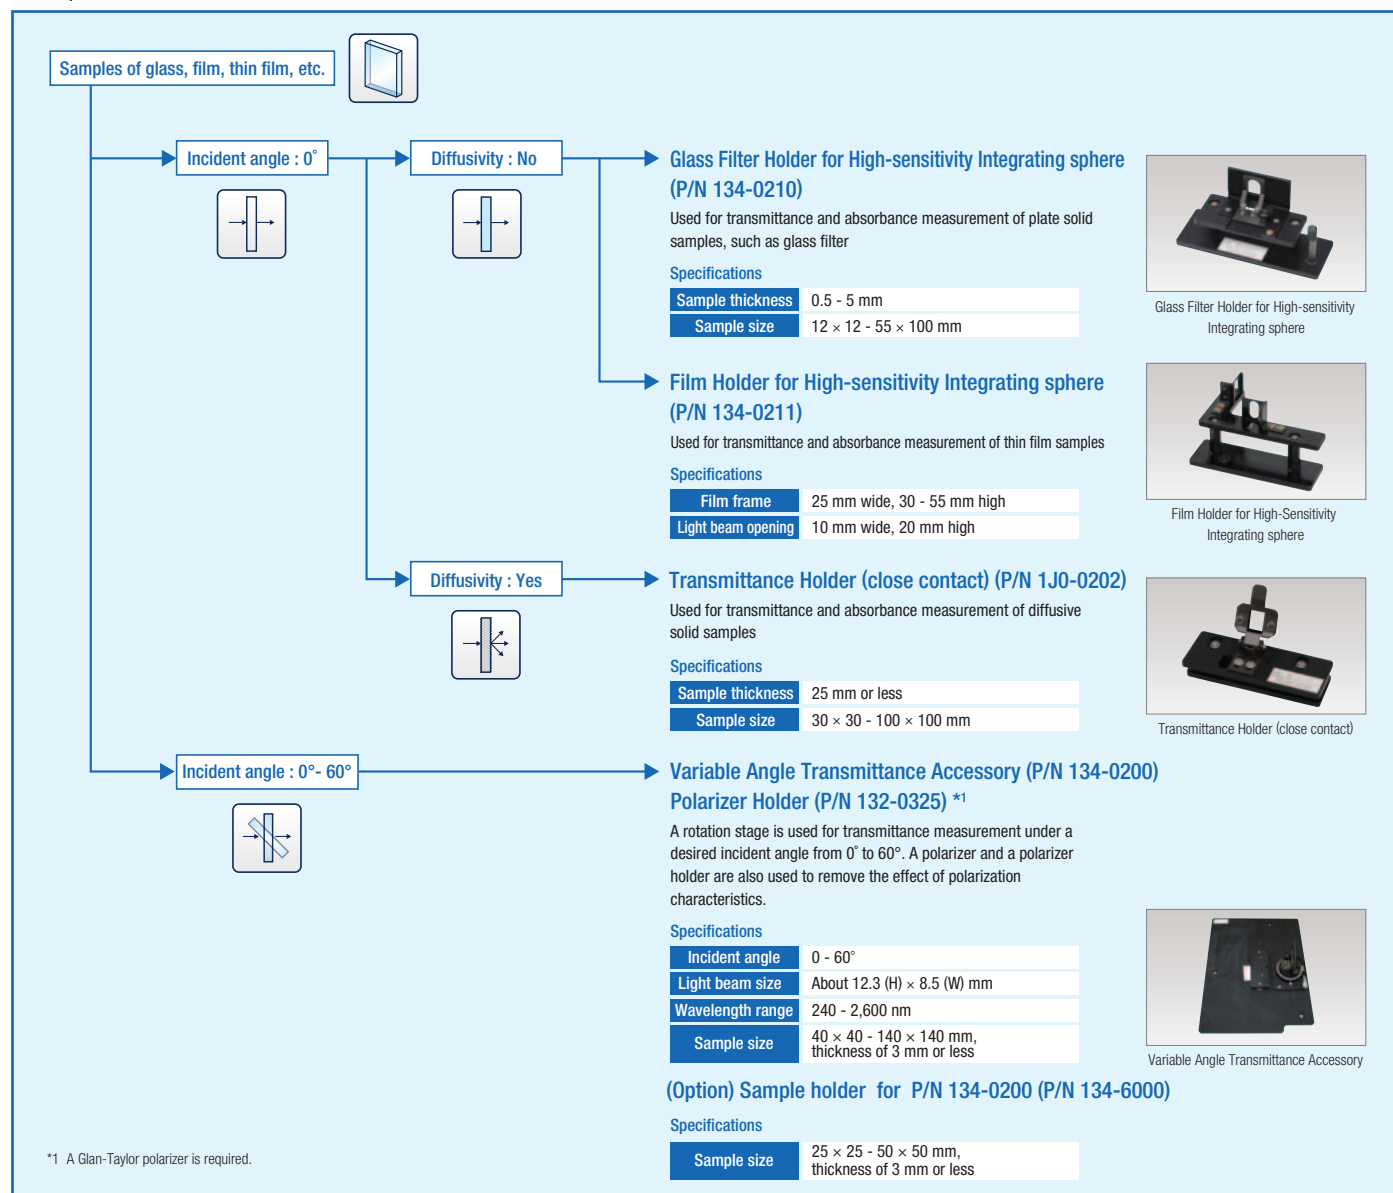 Samples of glass, film, thin film, etc.
Incident angle : 0°
Diffusivity : No
Glass Filter Holder for High-sensitivity Integrating sphere
(P/N 134-0210)
Used for transmittance and absorbance measurement of plate solid
samples, such as glass filter
Specifications
Sample thickness 0.5 - 5 mm
Sample size 12 × 12 - 55 × 100 mm
Glass Filter Holder for High-sensitivity
Integrating sphere
Film Holder for High-sensitivity Integrating sphere
(P/N 134-0211)
Used for transmittance and absorbance measurement of thin film samples
Specifications
Film frame 25 mm wide, 30 - 55 mm high
Light beam opening 10 mm wide, 20 mm high
Film Holder for High-Sensitivity
Integrating sphere
Diffusivity : Yes
Transmittance Holder (close contact) (P/N 1J0-0202)
Used for transmittance and absorbance measurement of diffusive
solid samples
Specifications
Sample thickness 25 mm or less
Sample size 30 × 30 - 100 × 100 mm
Transmittance Holder (close contact)
Incident angle : 0°- 60°
Variable Angle Transmittance Accessory (P/N 134-0200)
Polarizer Holder (P/N 132-0325) *1
A rotation stage is used for transmittance measurement under a
desired incident angle from 0° to 60°. A polarizer and a polarizer
holder are also used to remove the effect of polarization
characteristics.
Specifications
Incident angle 0 - 60°
Light beam size About 12.3 (H) × 8.5 (W) mm
Wavelength range 240 - 2,600 nm
Sample size 40 × 40 - 140 × 140 mm,
thickness of 3 mm or less
Variable Angle Transmittance Accessory
(Option) Sample holder for P/N 134-0200 (P/N 134-6000)
Specifications
Sample size 25 × 25 - 50 × 50 mm,
thickness of 3 mm or less
*1 A Glan-Taylor polarizer is required.